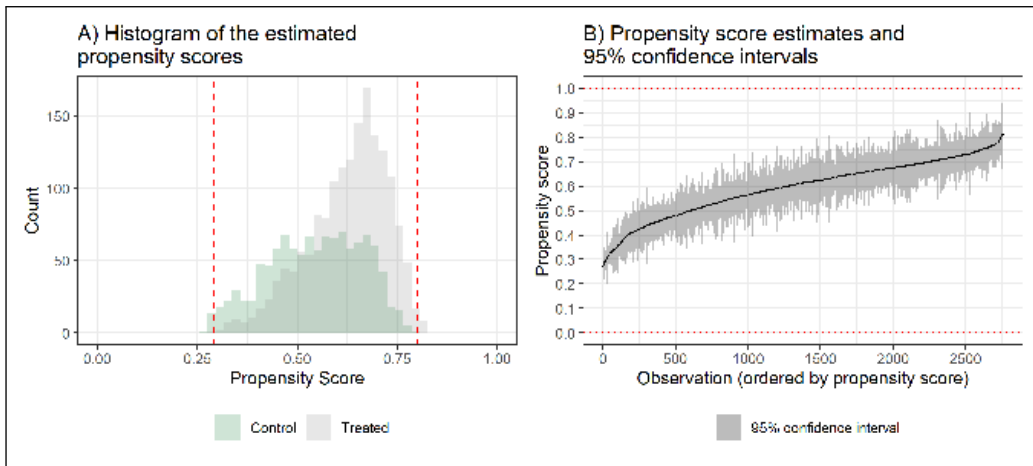 A) Histogram of the estimated
propensity scores
150
100
50
0
Count
0.00
0.25
0.50
0.75
1.00
Propensity Score
Control
Treated
B) Propensity score estimates and
95% confidence intervals
1.0
0.9
0.8
0.7
0.6
0.5
0.4
0.3
0.2
0.1
0.0
Propensity score
0
500
1000
1500
2000
2500
Observation (ordered by propensity score)
95% confidence interval